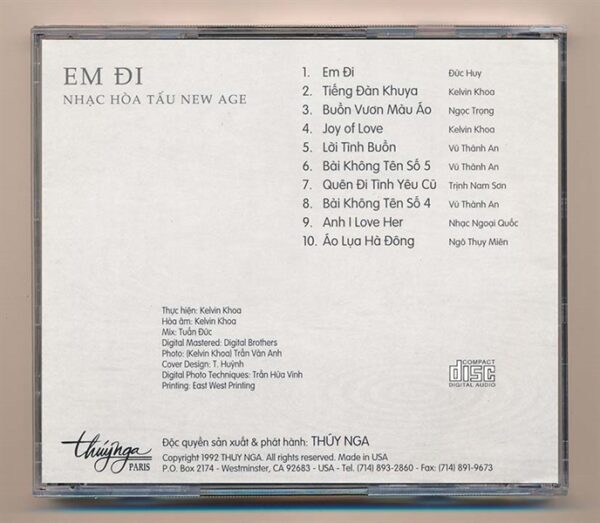 EM ĐI
NHẠC HÒA TẤU NEW AGE
1. Em Đi Đức Huy
2. Tiếng Đàn Khuya Kelvin Khoa
3. Buồn Vươn Màu Áo Ngọc Trọng
4. Joy of Love Kelvin Khoa
5. Lời Tình Buồn Vũ Thành An
6. Bài Không Tên Số 5 Vũ Thành An
7. Quên Đi Tình Yêu Cũ Trịnh Nam Sơn
8. Bài Không Tên Số 4 Vũ Thành An
9. Anh I Love Her Nhạc Ngoại Quốc
10. Áo Lụa Hà Đông Ngô Thụy Miên
Thực hiện: Kelvin Khoa
Hòa âm: Kelvin Khoa
Mix: Tuấn Đức
Digital Mastered: Digital Brothers
Photo: (Kelvin Khoa) Trần Vân Anh
Cover Design: T. Huỳnh
Digital Photo Techniques: Trần Hữu Vinh
Printing: East West Printing
COMPACT
disc
DIGITAL AUDIO
thúy nga
PARIS
Độc quyền sản xuất & phát hành: THÚY NGA
Copyright 1992 THUY NGA. All rights reserved. Made in USA
P.O. Box 2174 - Westminster, CA 92683 - USA - Tel: (714) 893-2860 - Fax: (714) 891-9673